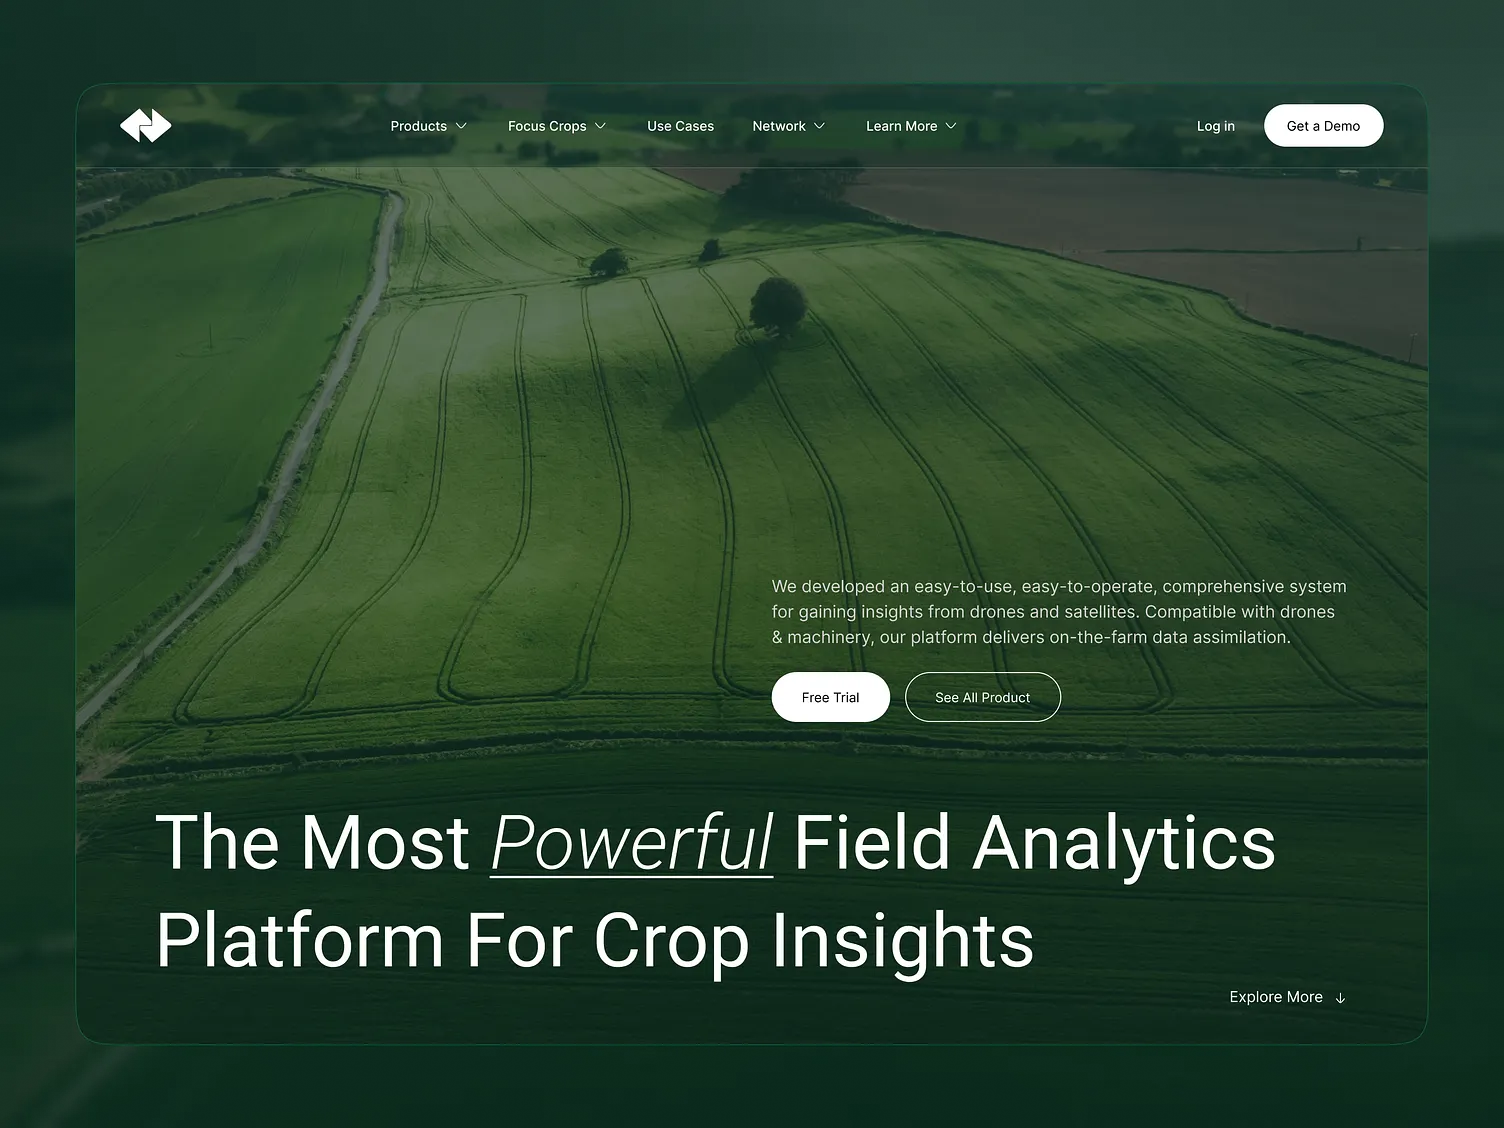 Products
Focus Crops
Use Cases
Network
Learn More
Log in
Get a Demo
We developed an easy-to-use, easy-to-operate, comprehensive system
for gaining insights from drones and satellites. Compatible with drones
& machinery, our platform delivers on-the-farm data assimilation.
Free Trial
See All Product
The Most Powerful Field Analytics
Platform For Crop Insights
Explore More